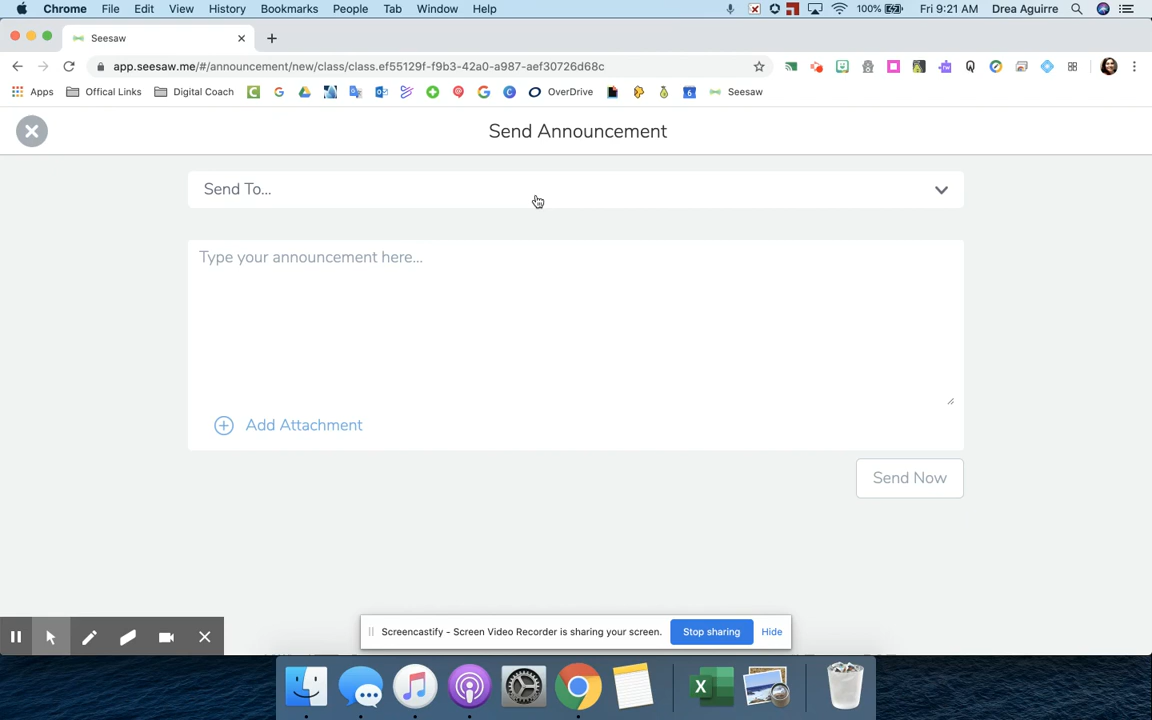 Chrome File Edit View History Bookmarks People Tab Window Help 100% Fri 9:21 AM Drea Aguirre
Seesaw
app.seesaw.me/#/announcement/new/class/class.ef55129f-f9b3-42a0-a987-aef30726d68c
Apps Offical Links Digital Coach OverDrive 6 Seesaw
Send Announcement
Send To...
Type your announcement here...
Add Attachment
Send Now
Screencastify - Screen Video Recorder is sharing your screen. Stop sharing Hide